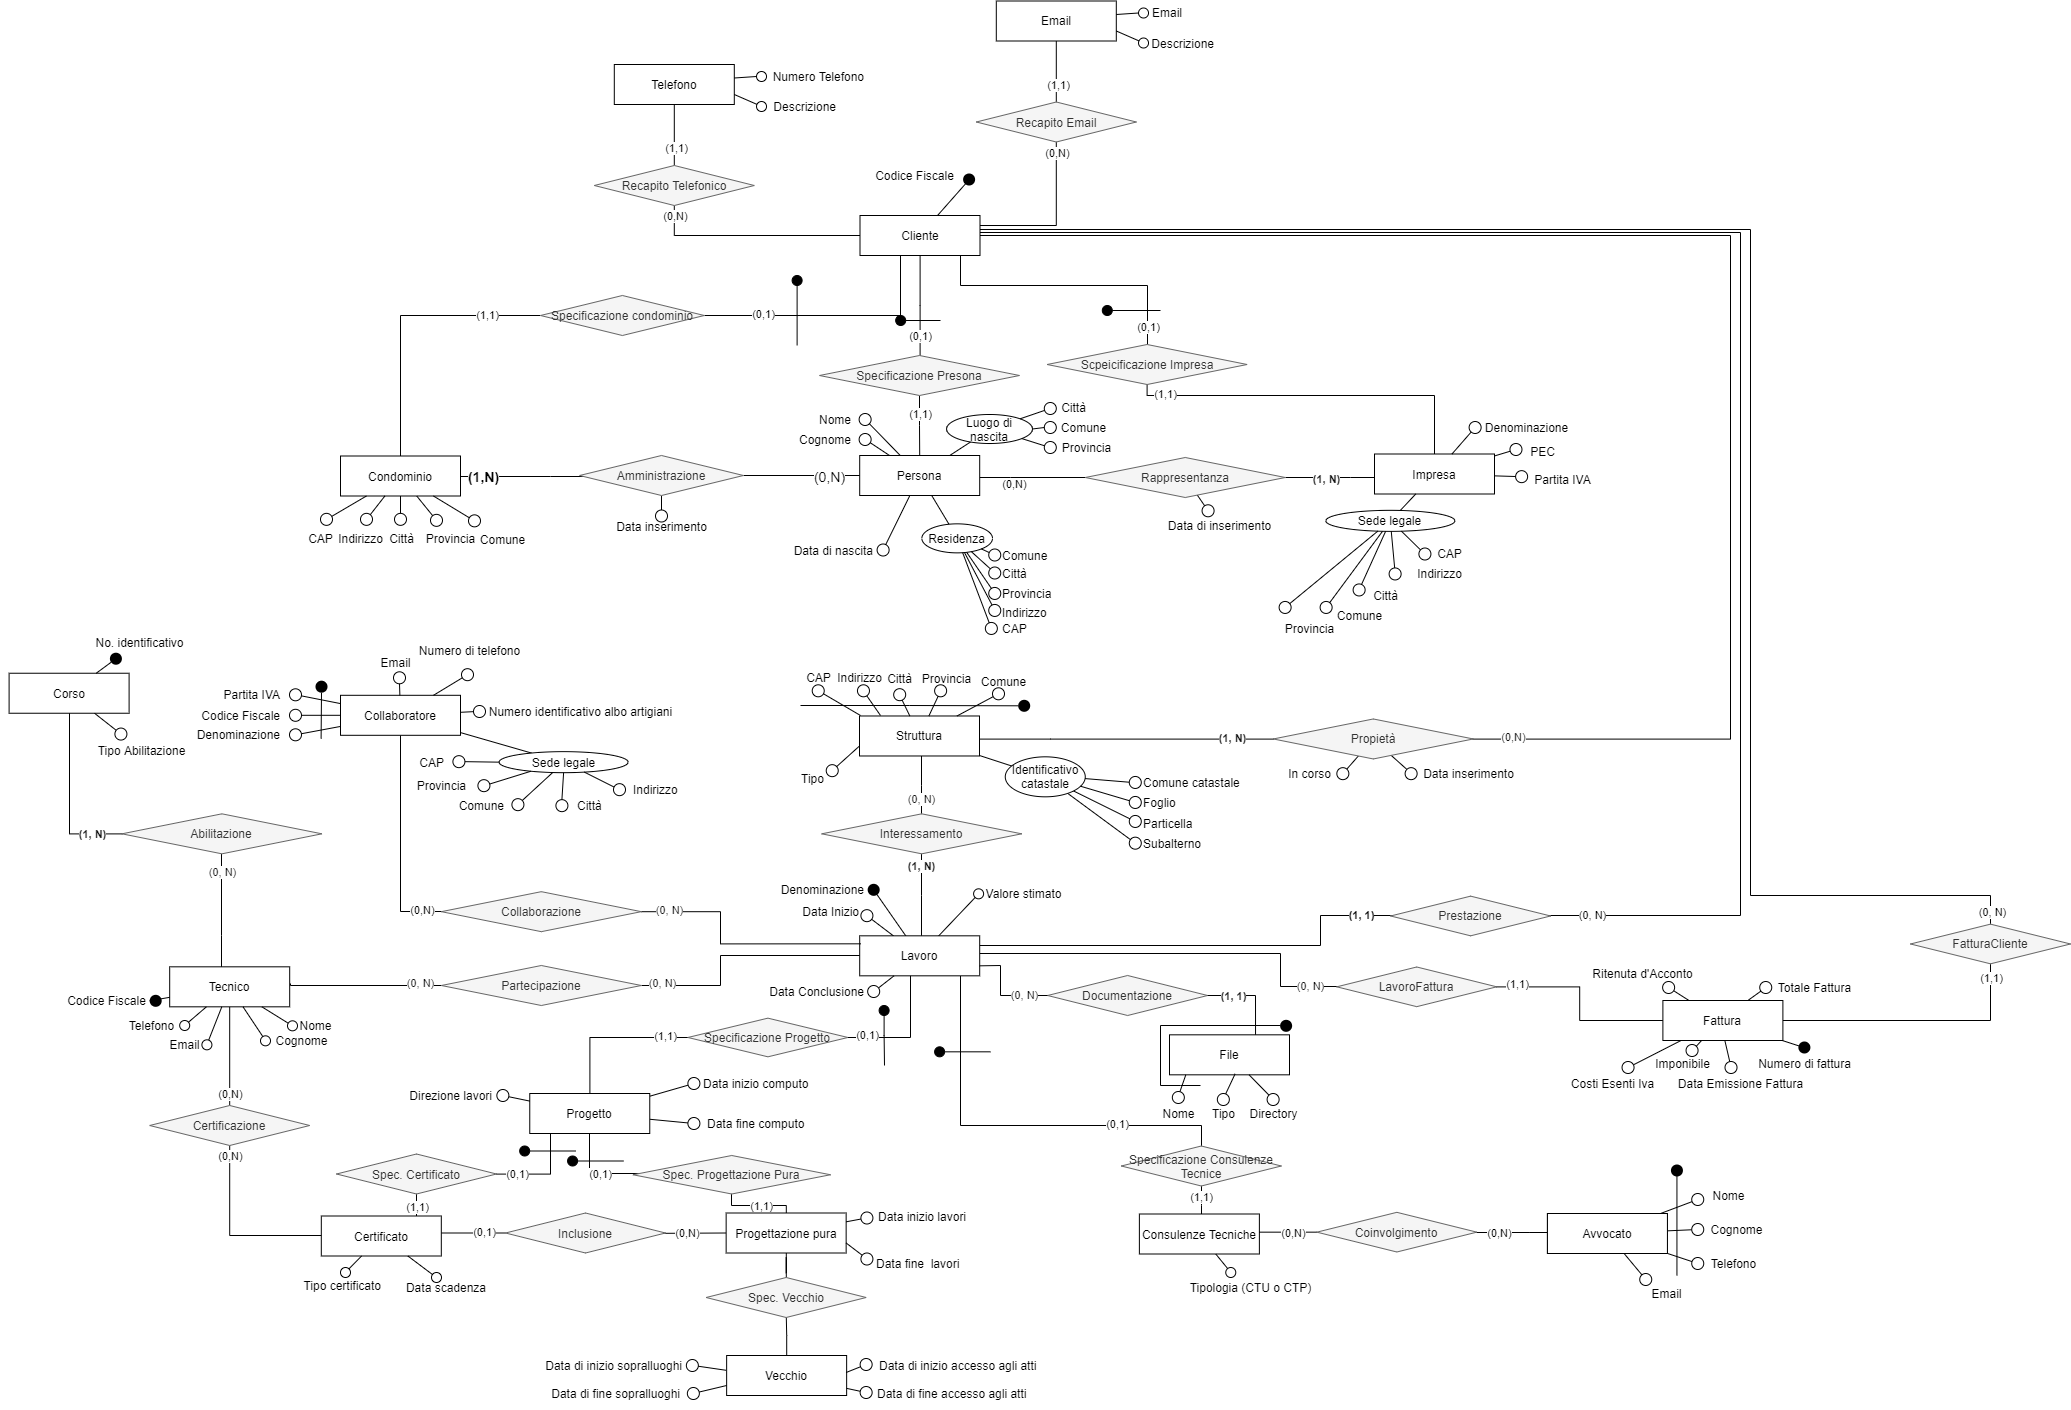 Email
Email
Descrizione
Telefono
Numero Telefono
Descrizione
(1,1)
Recapito Email
(0,N)
(1,1)
Recapito Telefonico
(0,N)
Codice Fiscale
Cliente
(1,1)
Specificazione condominio
(0,1)
(0,1)
Specificazione Presona
(1,1)
(0,1)
Scpeicificazione Impresa
(1,1)
Nome
Cognome
Luogo di
nascita
Città
Comune
Provincia
Denominazione
PEC
Partita IVA
Condominio
(1,N)
Amministrazione
(0,N)
Persona
(0,N)
Rappresentanza
(1, N)
Impresa
Data inserimento
Data di inserimento
CAP
Indirizzo
Città
Provincia
Comune
Data di nascita
Residenza
Comune
Città
Provincia
Indirizzo
CAP
Sede legale
CAP
Indirizzo
Città
Comune
Provincia
No. identificativo
Corso
Tipo Abilitazione
Email
Numero di telefono
Partita IVA
Codice Fiscale
Denominazione
Collaboratore
Numero identificativo albo artigiani
Sede legale
CAP
Provincia
Comune
Città
Indirizzo
CAP
Indirizzo
Città
Provincia
Comune
Struttura
Tipo
(1, N)
Propietà
(0,N)
In corso
Data inserimento
Identificativo
catastale
Comune catastale
Foglio
Particella
Subalterno
(0, N)
Interessamento
(1, N)
(1, N)
Abilitazione
(0, N)
(0,N)
Collaborazione
(0, N)
Denominazione
Data Inizio
Valore stimato
Lavoro
Data Conclusione
(1, 1)
Prestazione
(0, N)
(0, N)
FatturaCliente
(1,1)
Tecnico
Codice Fiscale
Telefono
Email
Nome
Cognome
(0, N)
Partecipazione
(0, N)
(0, N)
Documentazione
(1, 1)
(0, N)
LavoroFattura
(1,1)
Ritenuta d'Acconto
Totale Fattura
Fattura
Costi Esenti Iva
Imponibile
Data Emissione Fattura
Numero di fattura
(1,1)
Specificazione Progetto
(0,1)
File
Nome
Tipo
Directory
Direzione lavori
Progetto
Data inizio computo
Data fine computo
(0,N)
Certificazione
(0,N)
(0,1)
Specificazione Consulenze
Tecnice
(1,1)
Spec. Certificato
(0,1)
(1,1)
(0,1)
Spec. Progettazione Pura
(1,1)
Certificato
Tipo certificato
Data scadenza
(0,1)
Inclusione
(0,N)
Progettazione pura
Data inizio lavori
Data fine  lavori
Consulenze Tecniche
Tipologia (CTU o CTP)
(0,N)
Coinvolgimento
(0,N)
Avvocato
Nome
Cognome
Telefono
Email
Spec. Vecchio
Vecchio
Data di inizio sopralluoghi
Data di fine sopralluoghi
Data di inizio accesso agli atti
Data di fine accesso agli atti